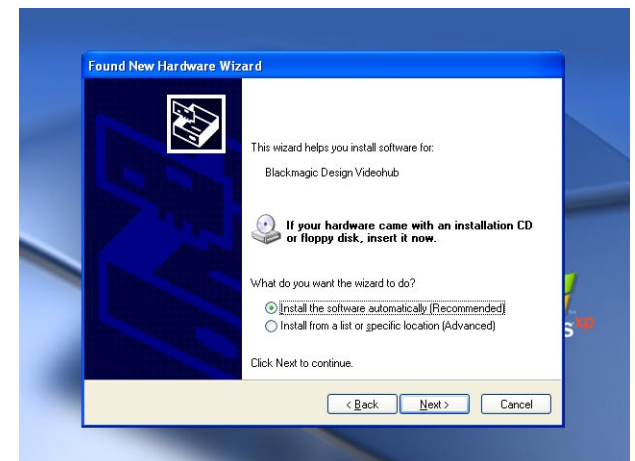 Found New Hardware Wizard
This wizard helps you install software for:
Blackmagic Design Videohub
If your hardware came with an installation CD
or floppy disk, insert it now.
What do you want the wizard to do?
Install the software automatically (Recommended)
Install from a list or specific location (Advanced)
Click Next to continue.
< Back
Next >
Cancel
xp